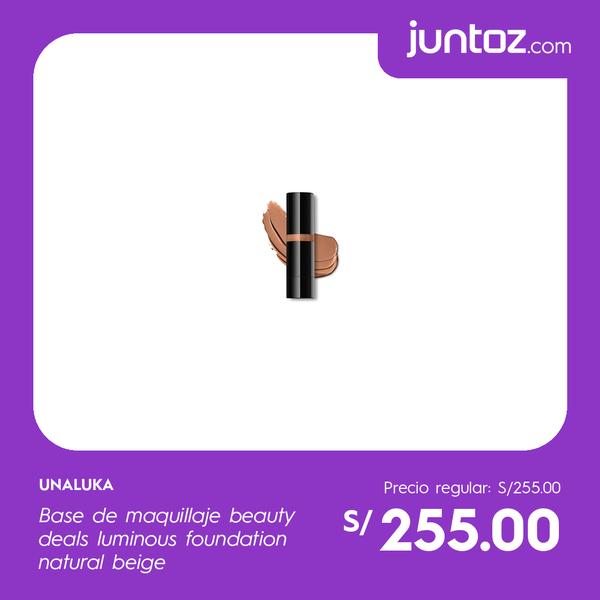 juntoz.com
UNALUKA
Base de maquillaje beauty
deals luminous foundation
natural beige
Precio regular: S/255.00
S/ 255.00